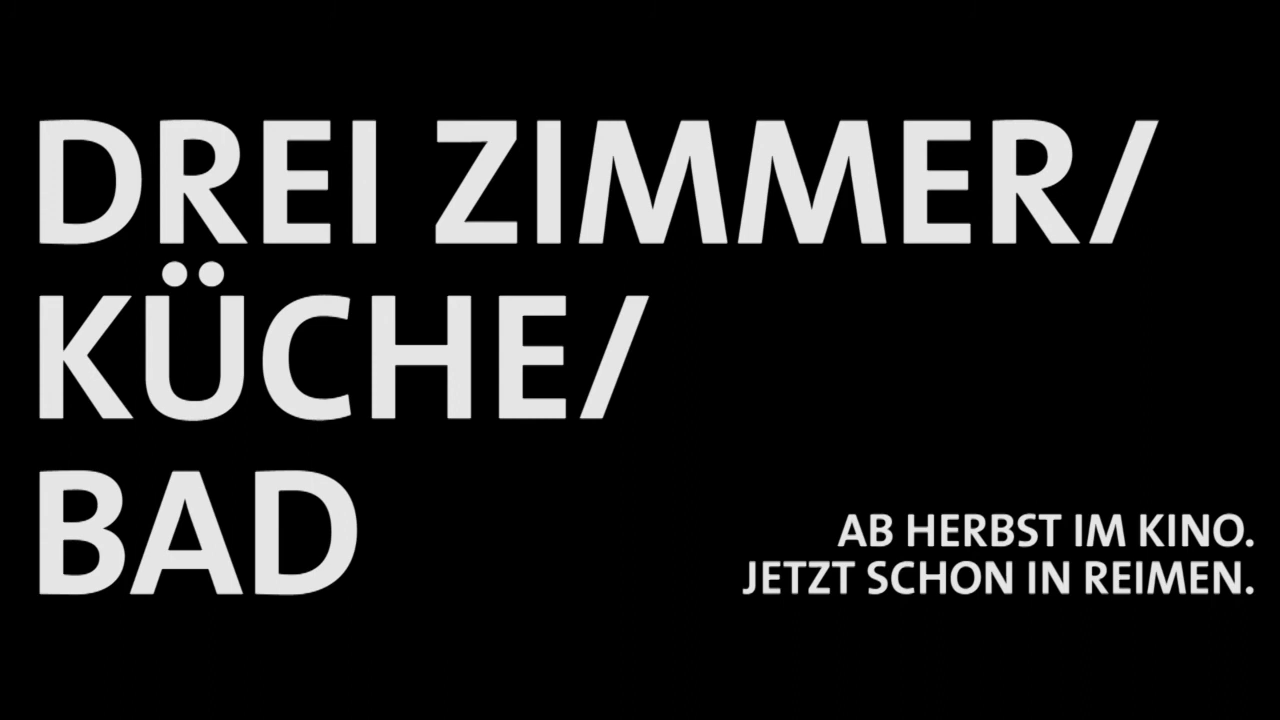 DREI ZIMMER/
KÜCHE/
BAD
AB HERBST IM KINO.
JETZT SCHON IN REIMEN.